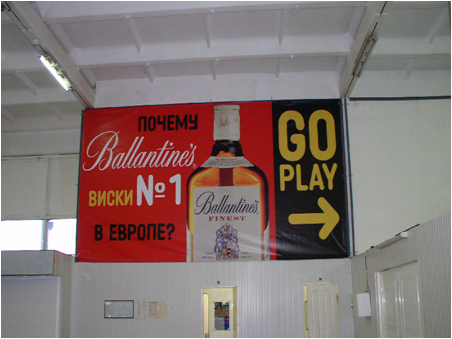 ПОЧЕМУ
Ballantine's
ВИСКИ №1
В ЕВРОПЕ?
Ballantine's
FINEST
GO
PLAY